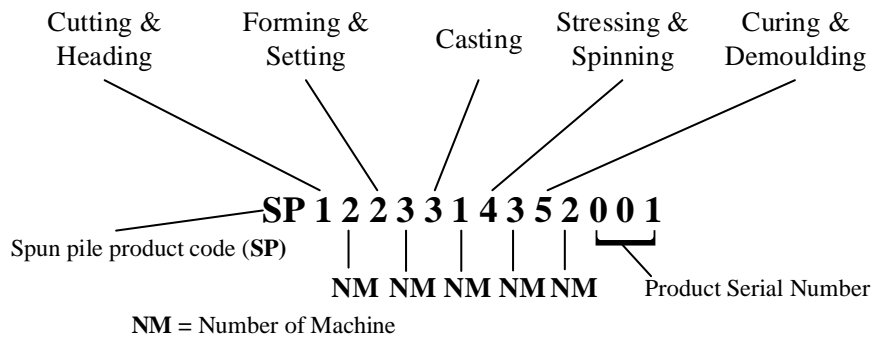 Cutting &
Heading
Forming &
Setting
Casting
Stressing &
Spinning
Curing &
Demoulding
SP 1 2 2 3 3 1 4 3 5 2 0 0 1
Spun pile product code (SP)
NM NM NM NM NM
Product Serial Number
NM = Number of Machine